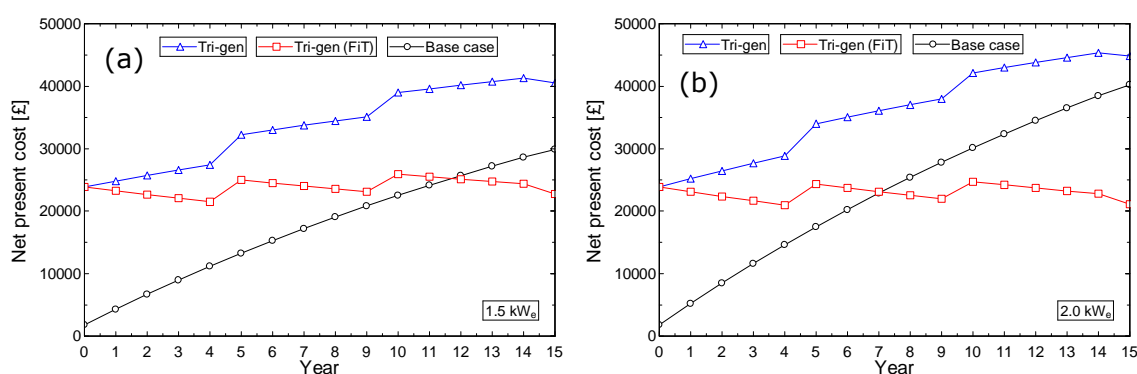 (a)
Tri-gen
Tri-gen (FiT)
Base case
Net present cost [£]
50000
40000
30000
20000
10000
0
0 1 2 3 4 5 6 7 8 9 10 11 12 13 14 15
Year
1.5 kWe
(b)
Tri-gen
Tri-gen (FiT)
Base case
Net present cost [£]
50000
40000
30000
20000
10000
0
0 1 2 3 4 5 6 7 8 9 10 11 12 13 14 15
Year
2.0 kWe